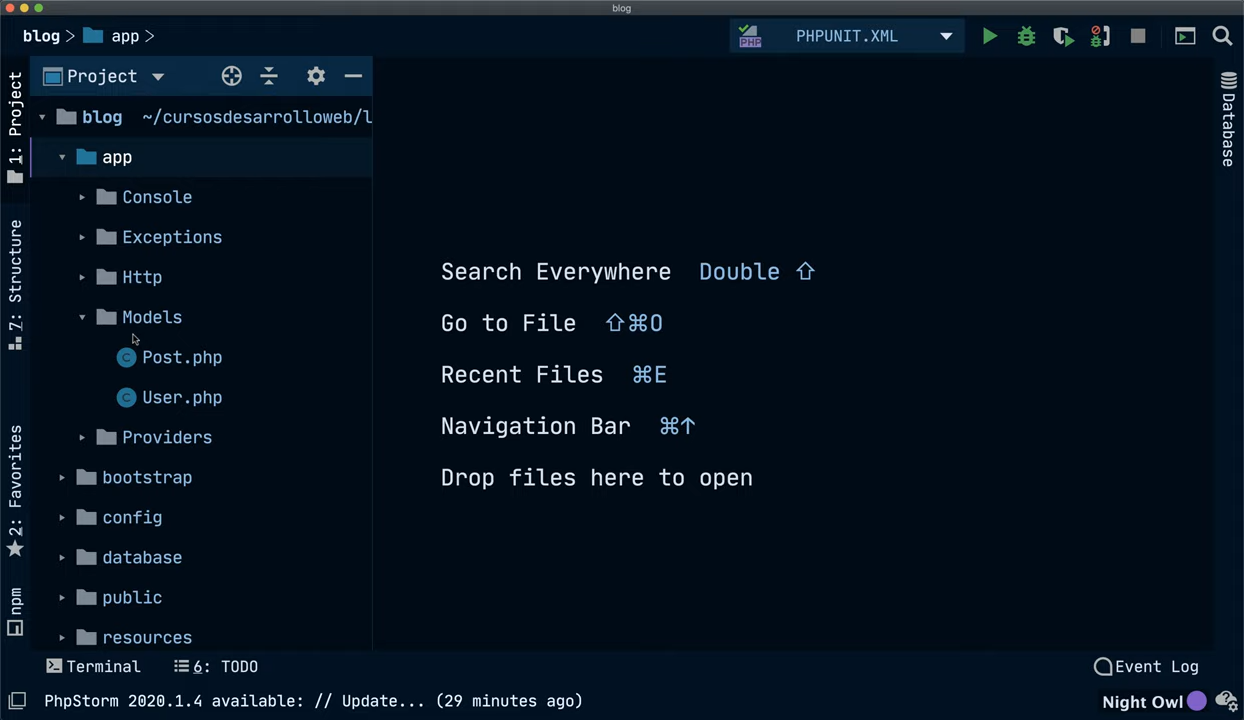 blog
blog > app >
PHPUNIT.XML
Project
1: Project
7: Structure
2: Favorites
npm
blog ~/cursosdesarrolloweb/l
app
Console
Exceptions
Http
Models
Post.php
User.php
Providers
bootstrap
config
database
public
resources
Search Everywhere Double ⇧
Go to File ⇧⌘O
Recent Files ⌘E
Navigation Bar ⌘↑
Drop files here to open
Database
Terminal
6: TODO
Event Log
PhpStorm 2020.1.4 available: // Update... (29 minutes ago)
Night Owl